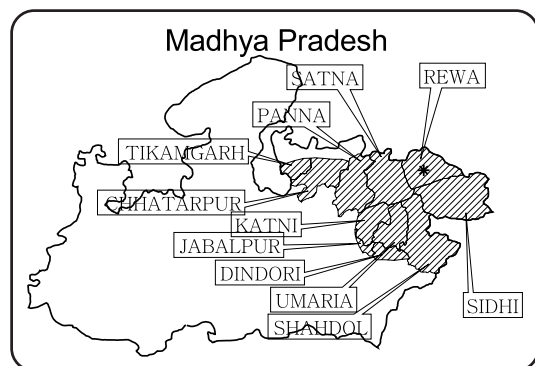 Madhya Pradesh
SATNA
REWA
PANNA
TIKAMGARH
CHHATARPUR
KATNI
JABALPUR
DINDORI
UMARIA
SIDHI
SHAHDOL